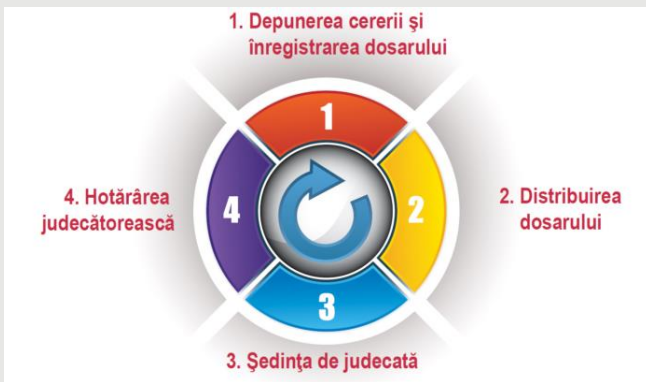 1. Depunerea cererii şi
înregistrarea dosarului
1
4. Hotărârea
judecătorească
4
2
2. Distribuirea
dosarului
3
3. Şedinţa de judecată